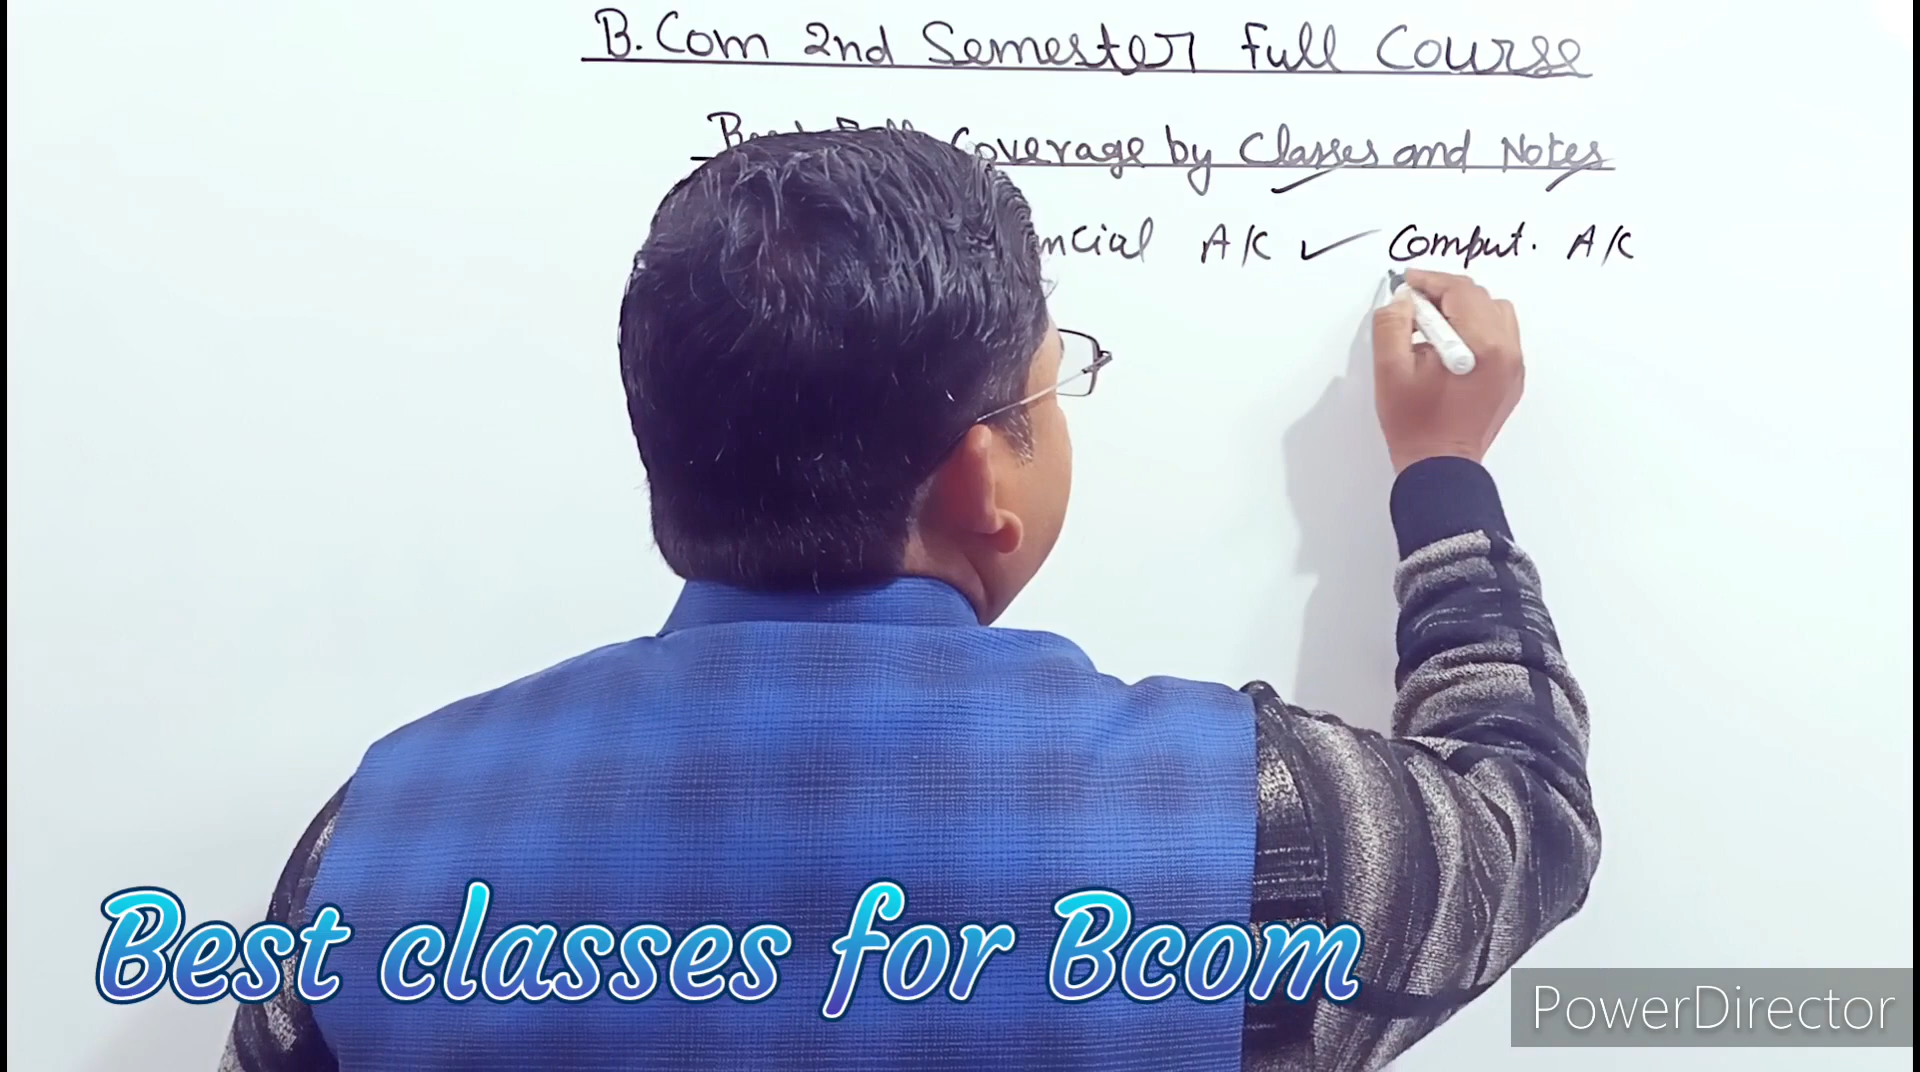 B.Com 2nd Semester Full Course
Coverage by Classes and Notes
ncial A/C ✓ Comput. A/C
Best classes for Bcom
PowerDirector